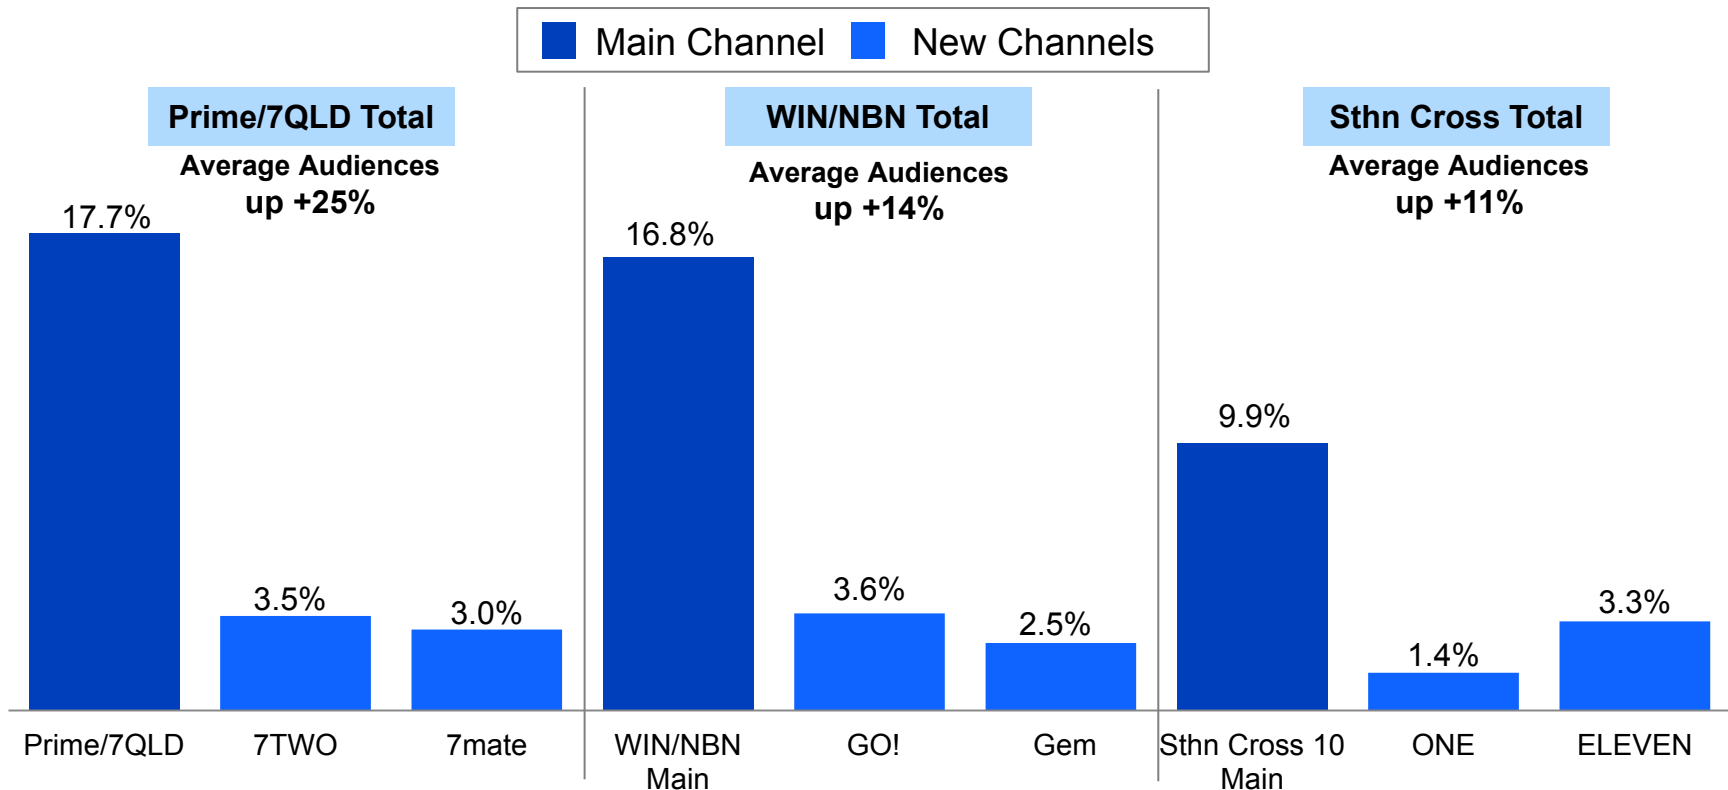 Main Channel New Channels
Prime/7QLD Total
Average Audiences
up +25%
17.7%
3.5%
3.0%
WIN/NBN Total
Average Audiences
up +14%
16.8%
3.6%
2.5%
Sthn Cross Total
Average Audiences
up +11%
9.9%
1.4%
3.3%
Prime/7QLD
7TWO
7mate
WIN/NBN
Main
GO!
Gem
Sthn Cross 10
Main
ONE
ELEVEN